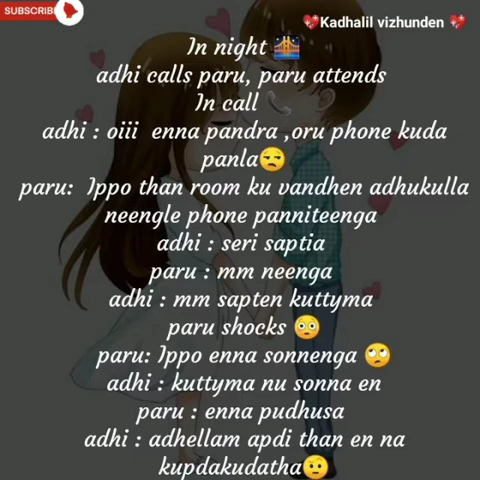 SUBSCRIBE
💖Kadhalil vizhunden 💖
In night 🌉
adhi calls paru, paru attends
In call 📞
adhi : oiii enna pandra ,oru phone kuda
panla😒
paru: Ippo than room ku vandhen adhukulla
neengle phone panniteenga
adhi : seri saptia
paru : mm neenga
adhi : mm sapten kuttyma
paru shocks 😳
paru: Ippo enna sonnenga 🙄
adhi : kuttyma nu sonna en
paru : enna pudhusa
adhi : adhellam apdi than en na
kupdakudatha🤨